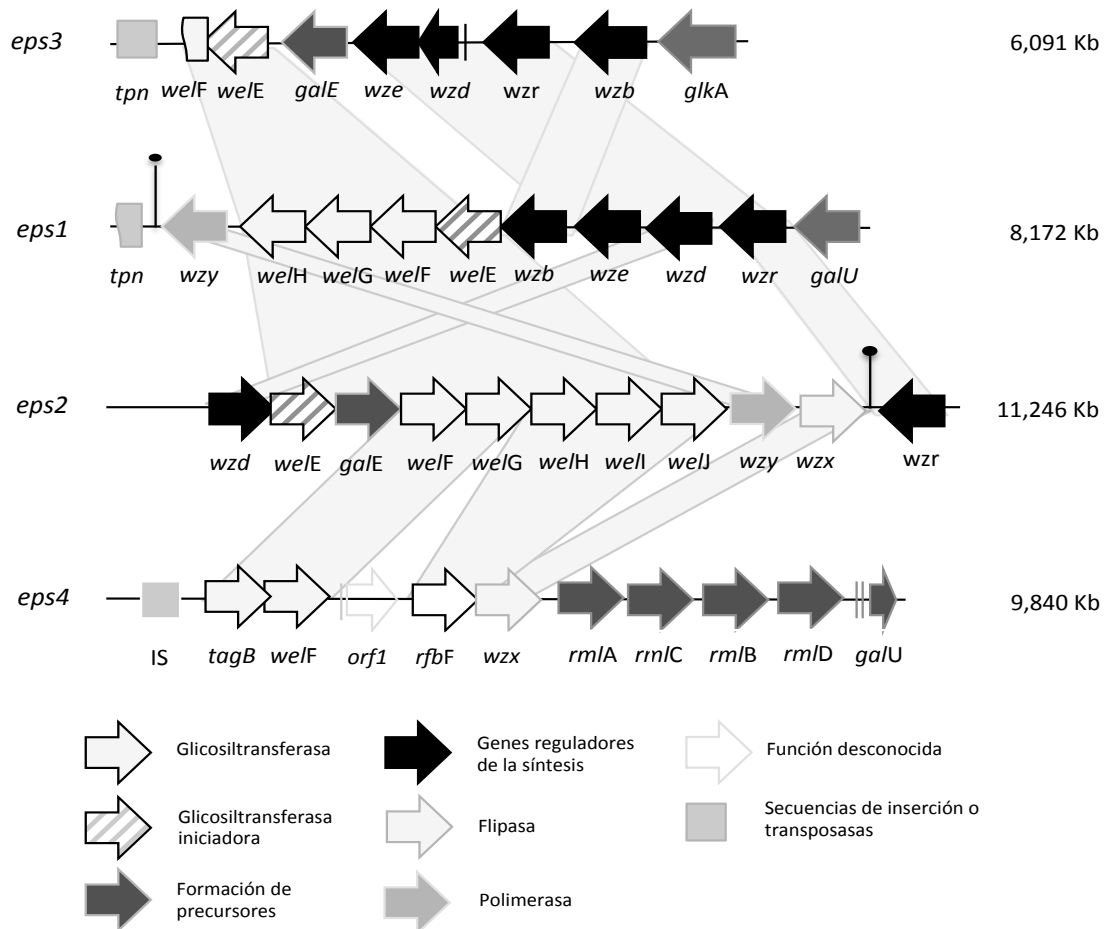 eps3
6,091 Kb
tpn welF welE galE wze wzd wzr wzb glkA
eps1
8,172 Kb
tpn wzy welH welG welF welE wzb wze wzd wzr galU
eps2
11,246 Kb
wzd welE galE welF welG welH welI welJ wzy wzx wzr
eps4
9,840 Kb
IS tagB welF orf1 rfbF wzx rmlA rmlC rmlB rmlD galU
Glicosiltransferasa
Genes reguladores
de la síntesis
Función desconocida
Glicosiltransferasa
iniciadora
Flipasa
Secuencias de inserción o
transposasas
Formación de
precursores
Polimerasa